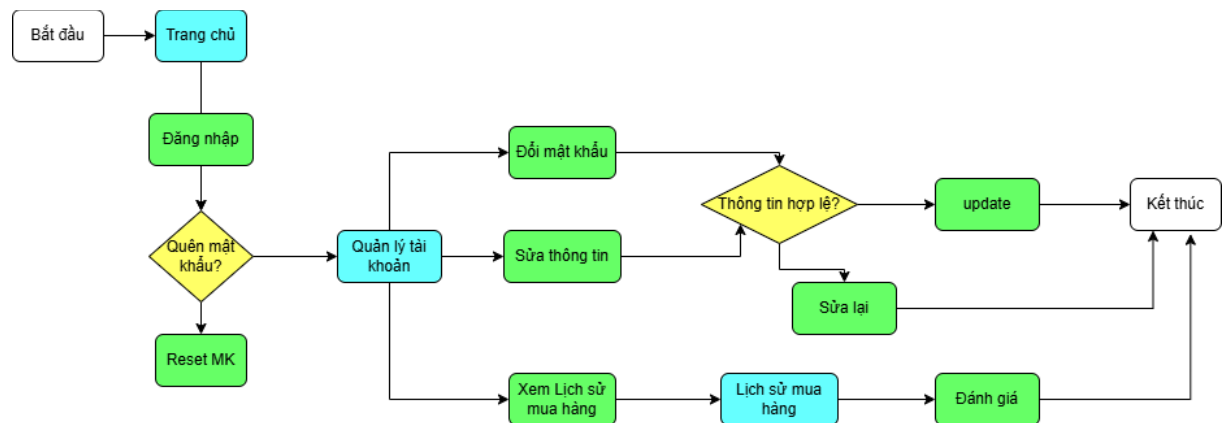 Bắt đầu
Trang chủ
Đăng nhập
Quên mật
khẩu?
Reset MK
Quản lý tài
khoản
Đổi mật khẩu
Sửa thông tin
Thông tin hợp lệ?
update
Kết thúc
Sửa lại
Xem Lịch sử
mua hàng
Lịch sử mua
hàng
Đánh giá